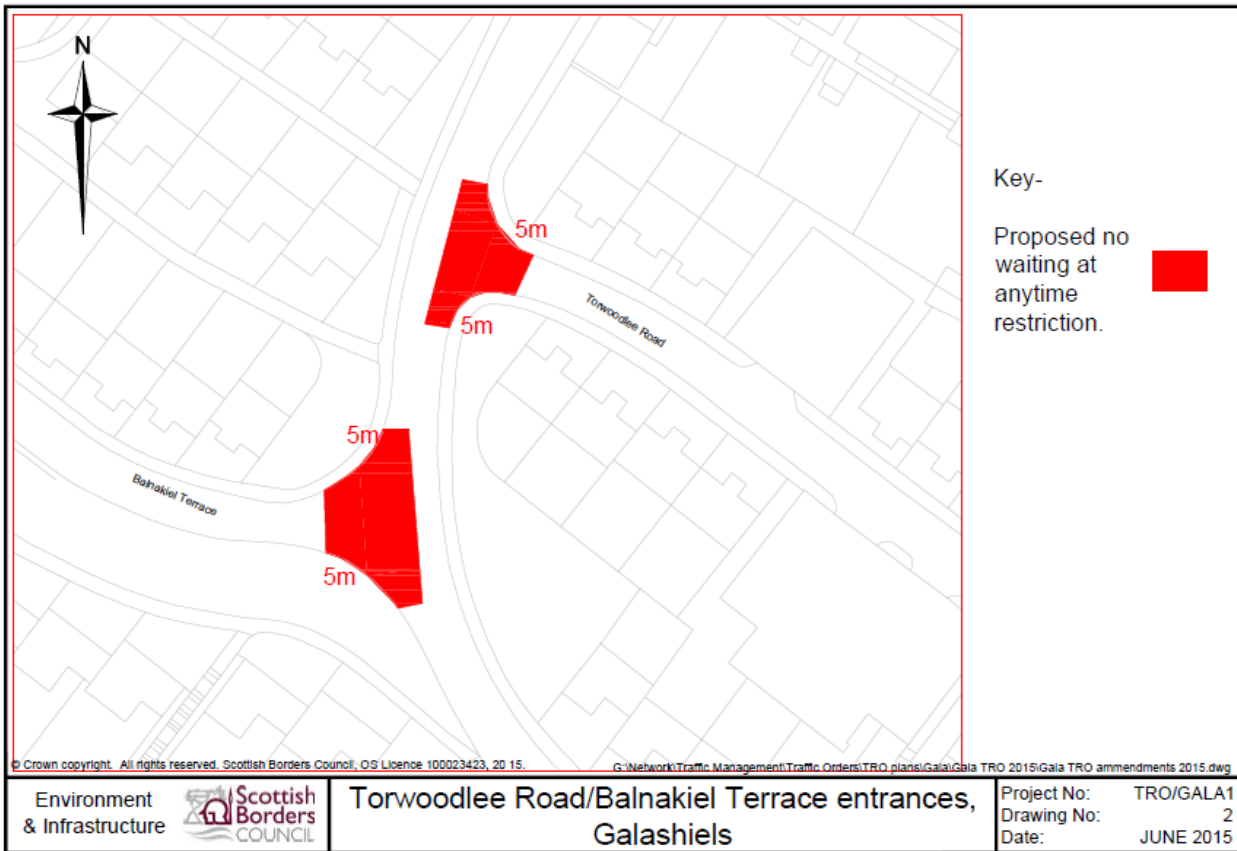 N
5m
5m
Torwoodlee Road
5m
Balnakiel Terrace
5m
Key-
Proposed no
waiting at
anytime
restriction.
© Crown copyright. All rights reserved. Scottish Borders Council, OS Licence 100023423, 20 15.
G:\Network\Traffic Management\Traffic Orders\TRO plans\Gala\Gala TRO 2015\Gala TRO ammendments 2015.dwg
Environment
& Infrastructure
Scottish
Borders
COUNCIL
Torwoodlee Road/Balnakiel Terrace entrances,
Galashiels
Project No: TRO/GALA1
Drawing No: 2
Date: JUNE 2015